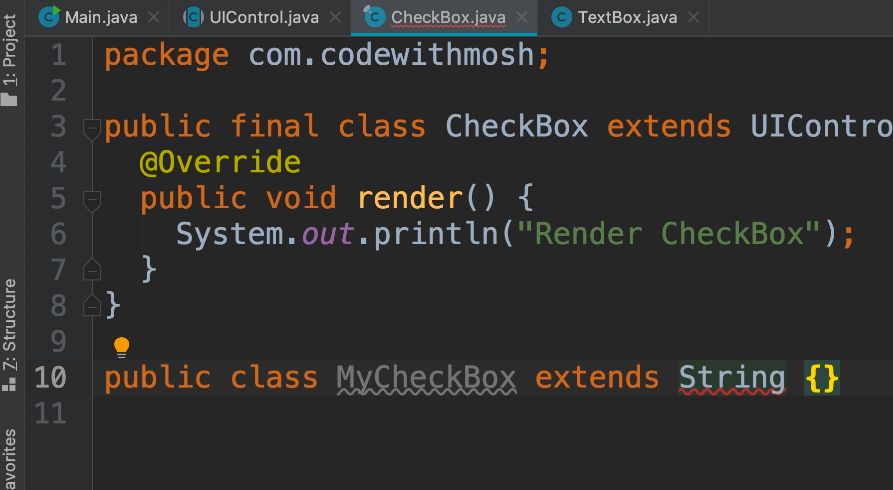 Main.java UIControl.java CheckBox.java TextBox.java
1: Project
Z: Structure
avorites
1 package com.codewithmosh;
2
3 public final class CheckBox extends UIContro
4 @Override
5 public void render() {
6 System.out.println("Render CheckBox");
7 }
8 }
9
10 public class MyCheckBox extends String {}
11